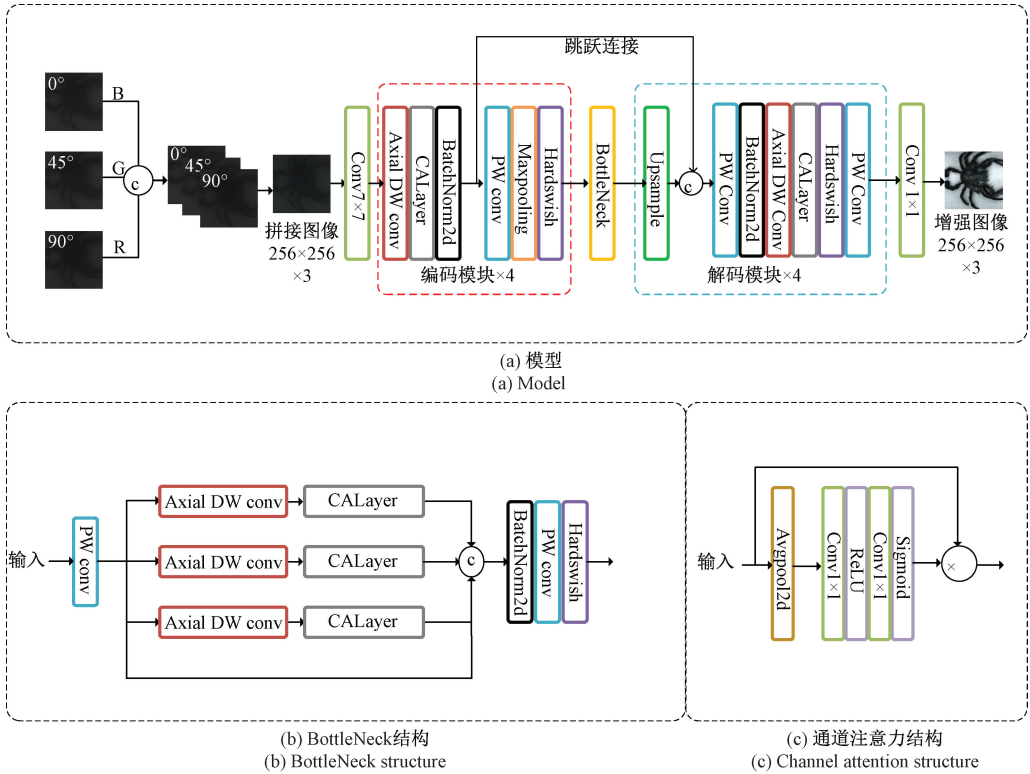 跳跃连接
0°
B
45°
G
c
90°
R
0°
45°
90°
拼接图像
256×256
×3
Conv7×7
Axial DW conv
CALayer
BatchNorm2d
PW conv
Maxpooling
Hardswish
编码模块×4
BottleNeck
Upsample
c
PW Conv
BatchNorm2d
Axial DW Conv
CALayer
Hardswish
PW Conv
解码模块×4
Conv 1×1
增强图像
256×256
×3
(a) 模型
(a) Model
输入
PW conv
Axial DW conv
CALayer
Axial DW conv
CALayer
Axial DW conv
CALayer
c
BatchNorm2d
PW conv
Hardswish
(b) BottleNeck结构
(b) BottleNeck structure
输入
Avgpool2d
Conv1×1
ReLU
Conv1×1
Sigmoid
×
(c) 通道注意力结构
(c) Channel attention structure